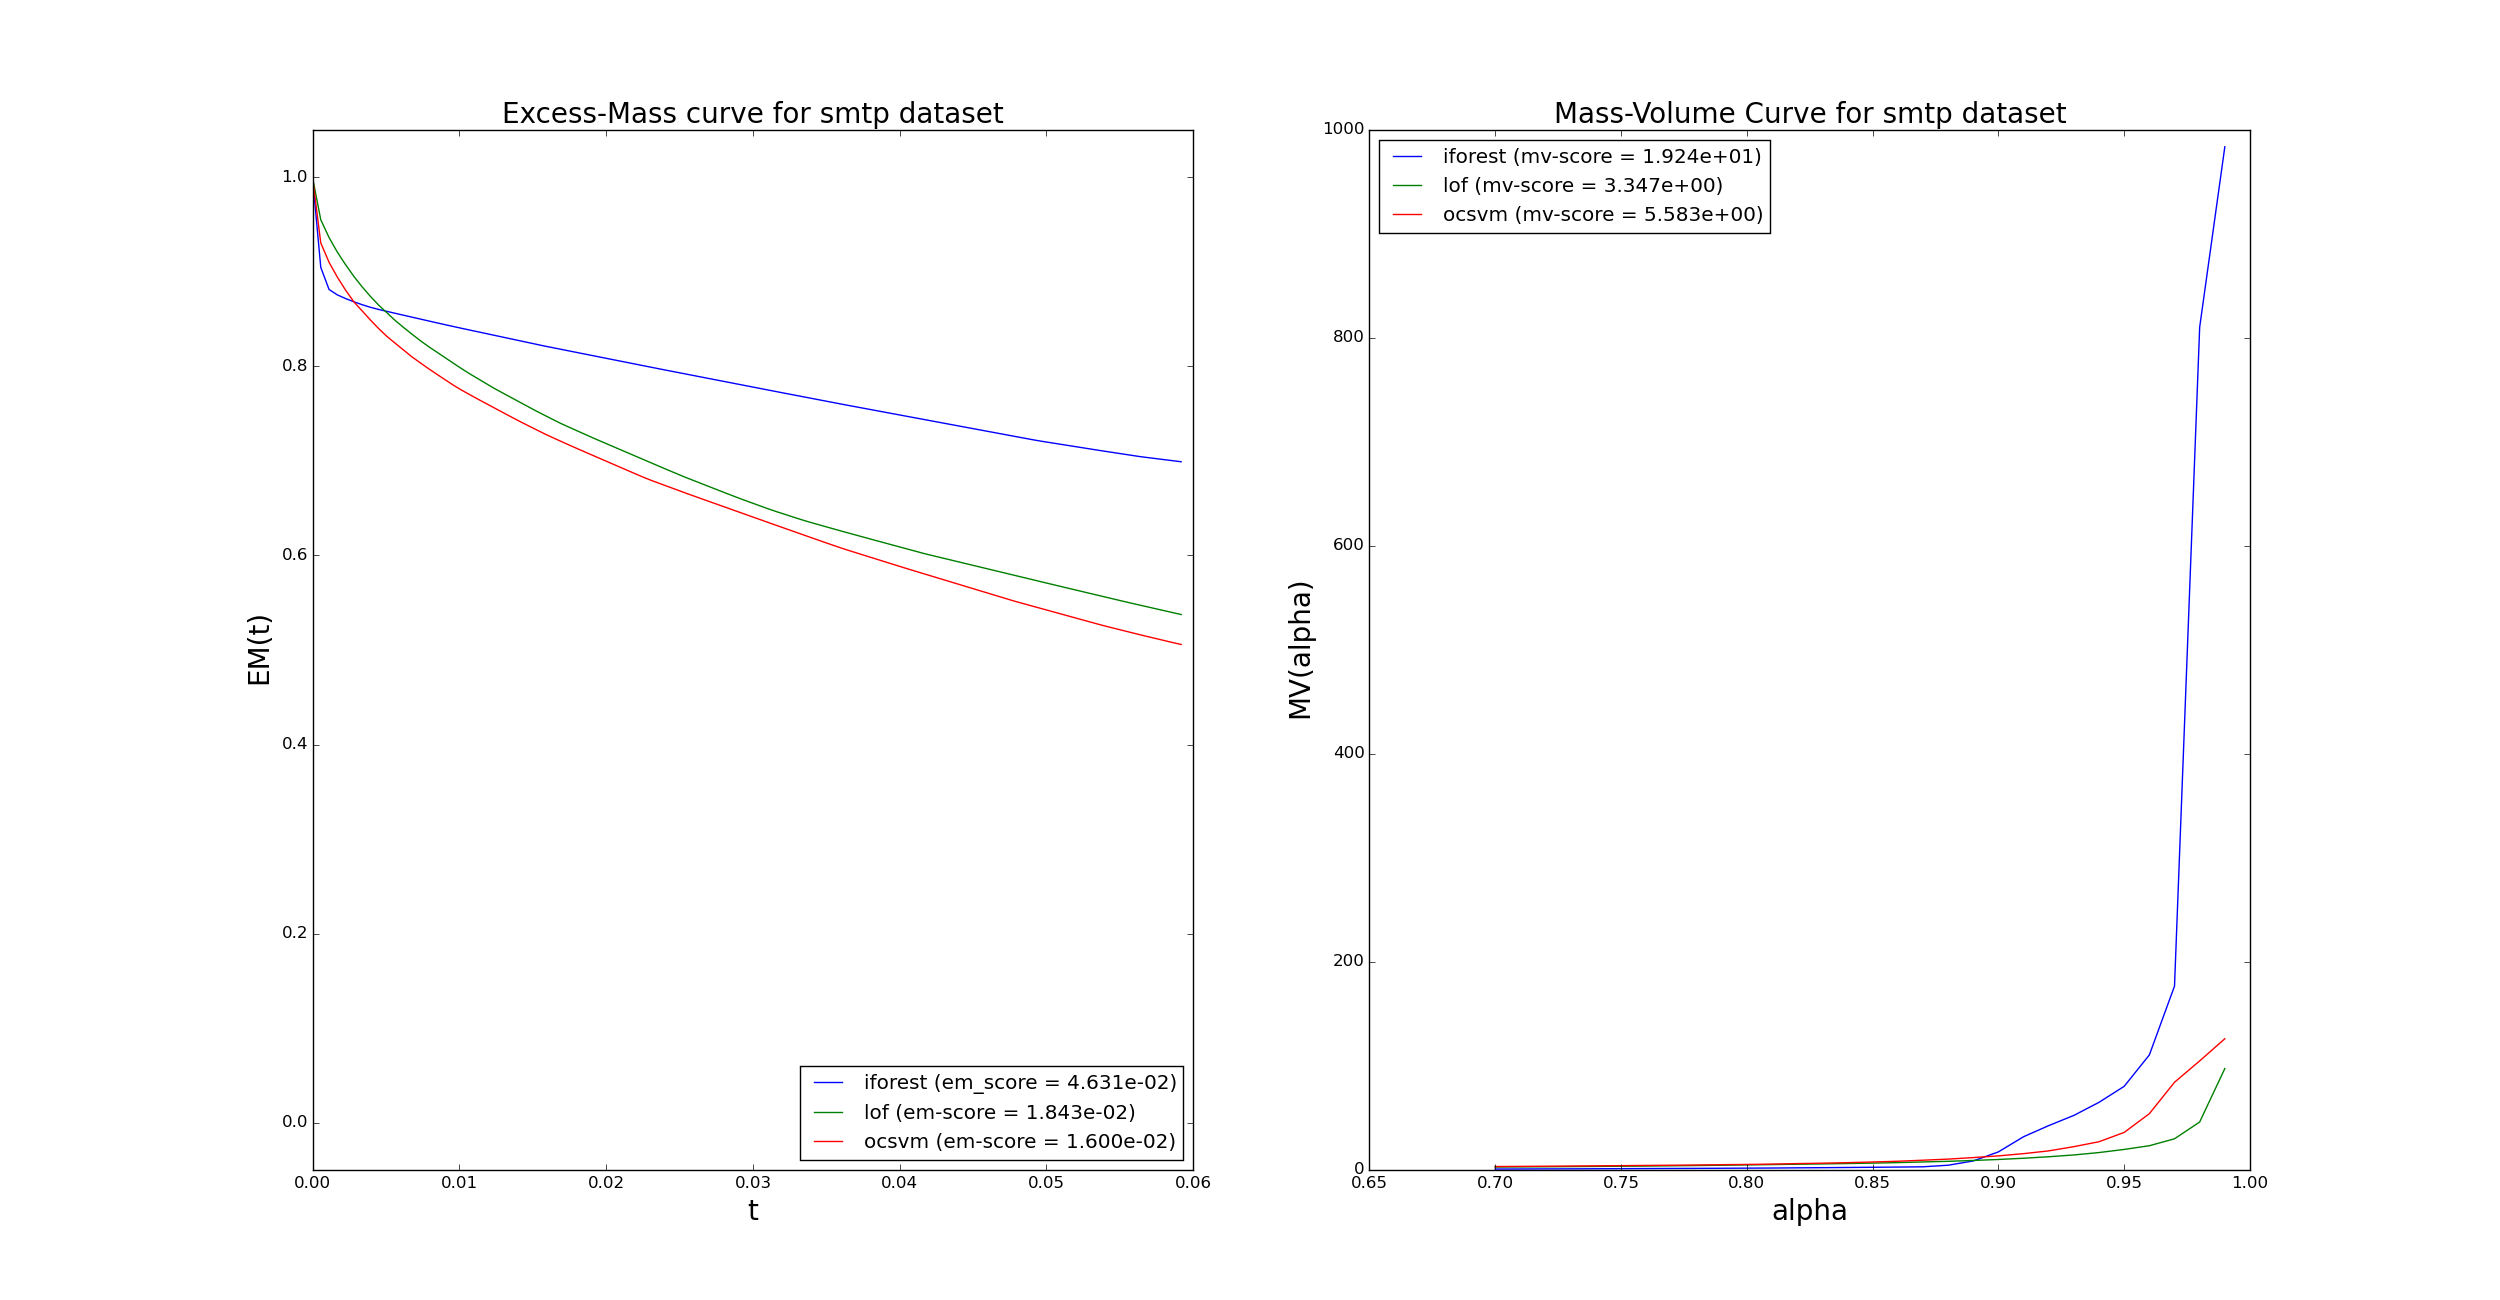 Excess-Mass curve for smtp dataset
1.0
0.8
0.6
0.4
0.2
0.0
EM(t)
0.00 0.01 0.02 0.03 0.04 0.05 0.06
t
iforest (em_score = 4.631e-02)
lof (em-score = 1.843e-02)
ocsvm (em-score = 1.600e-02)
Mass-Volume Curve for smtp dataset
1000
800
600
400
200
0
MV(alpha)
0.65 0.70 0.75 0.80 0.85 0.90 0.95 1.00
alpha
iforest (mv-score = 1.924e+01)
lof (mv-score = 3.347e+00)
ocsvm (mv-score = 5.583e+00)